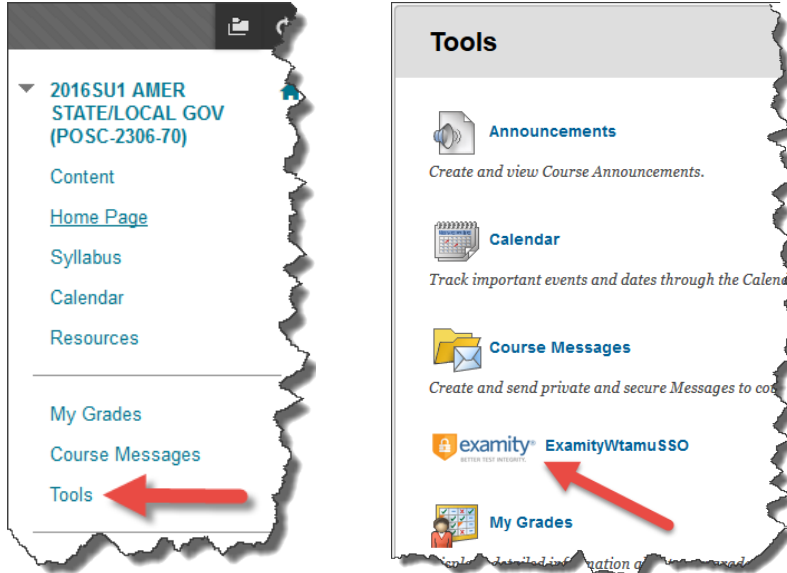 2016SU1 AMER
STATE/LOCAL GOV
(POSC-2306-70)
Content
Home Page
Syllabus
Calendar
Resources
My Grades
Course Messages
Tools
Tools
Announcements
Create and view Course Announcements.
Calendar
Track important events and dates through the Calend
Course Messages
Create and send private and secure Messages to cou
examity®
BETTER TEST INTEGRITY.
ExamityWtamuSSO
My Grades